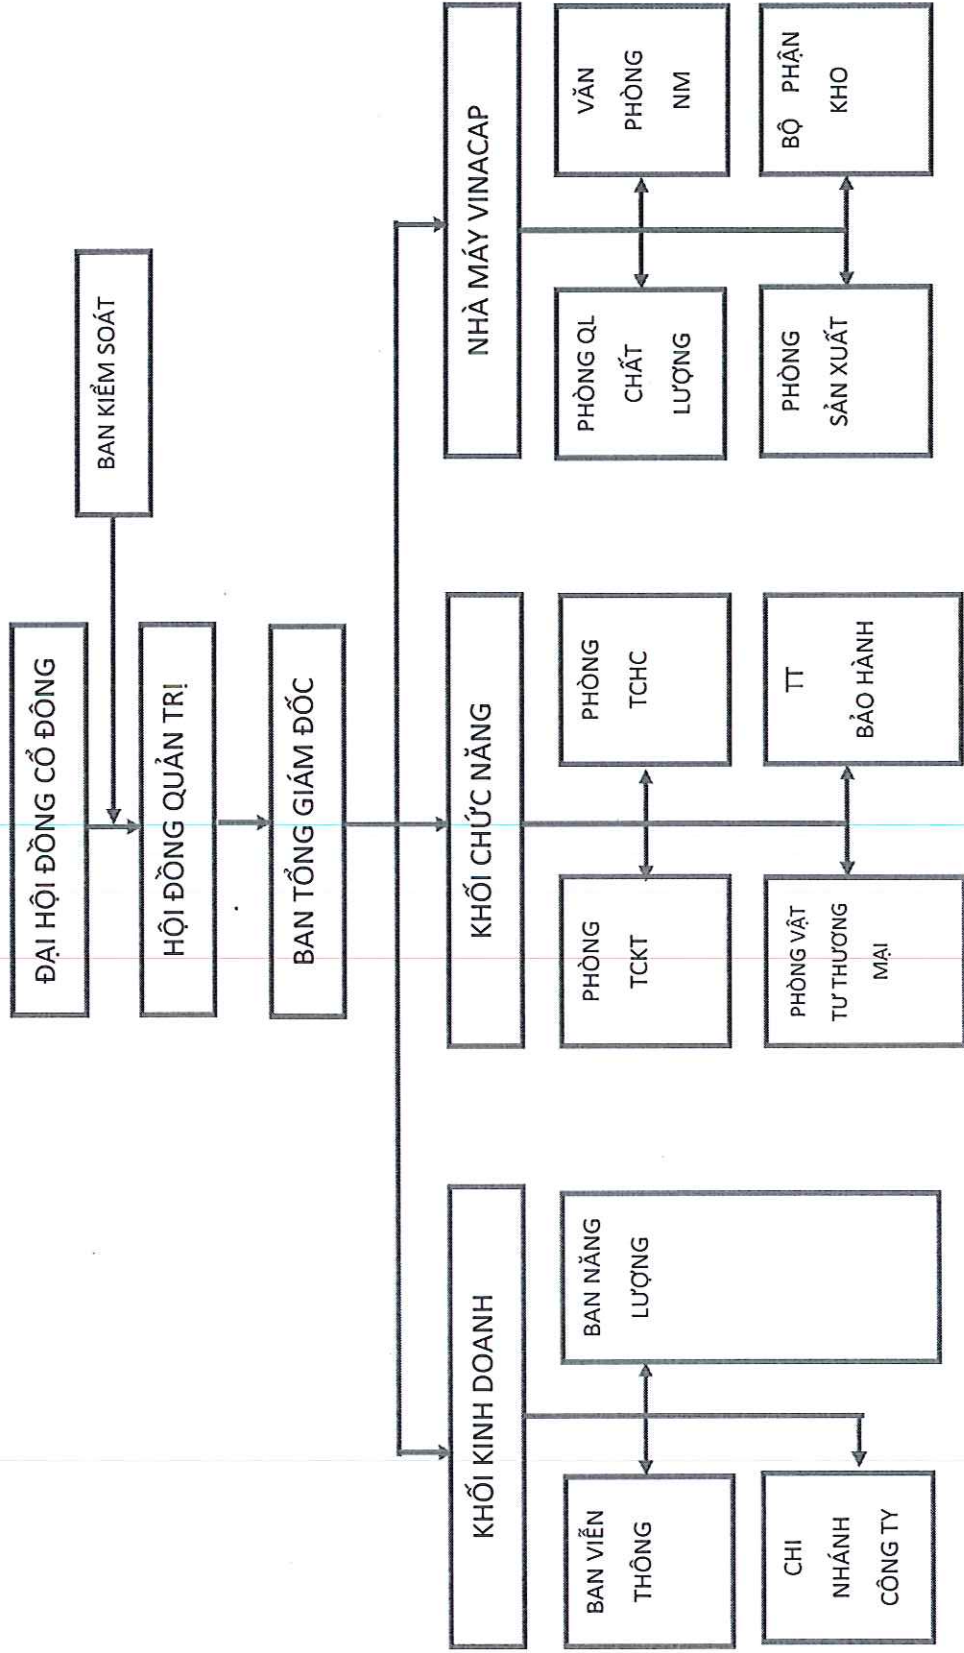 ĐẠI HỘI ĐỒNG CỔ ĐÔNG
BAN KIỂM SOÁT
HỘI ĐỒNG QUẢN TRỊ
BAN TỔNG GIÁM ĐỐC
KHỐI KINH DOANH
KHỐI CHỨC NĂNG
NHÀ MÁY VINACAP
BAN VIỄN
THÔNG
BAN NĂNG
LƯỢNG
CHI
NHÁNH
CÔNG TY
PHÒNG
TCKT
PHÒNG
TCHC
PHÒNG VẬT
TƯ THƯƠNG
MẠI
TT
BẢO HÀNH
PHÒNG QL
CHẤT
LƯỢNG
VĂN
PHÒNG
NM
PHÒNG
SẢN XUẤT
BỘ PHẬN
KHO